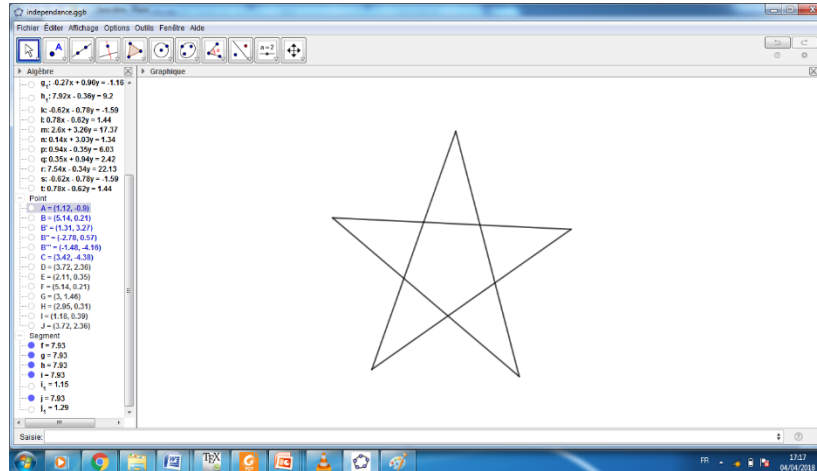 independance.ggb
Fichier Éditer Affichage Options Outils Fenêtre Aide
a=2
Algèbre
Graphique
g₁: -0.27x + 0.96y = -1.16
h₁: 7.92x - 0.36y = 9.2
k: -0.62x - 0.78y = -1.59
l: 0.78x - 0.62y = 1.44
m: 2.6x + 3.26y = 17.37
n: 0.14x + 3.03y = 1.34
p: 0.94x - 0.35y = 6.03
q: 0.35x + 0.94y = 2.42
r: 7.54x - 0.34y = 22.13
s: -0.62x - 0.78y = -1.59
t: 0.78x - 0.62y = 1.44
Point
A = (1.12, -0.9)
B = (5.14, 0.21)
B' = (1.31, 3.27)
B'' = (-2.78, 0.57)
B''' = (-1.48, -4.16)
C = (3.42, -4.38)
D = (3.72, 2.36)
E = (2.11, 0.35)
F = (5.14, 0.21)
G = (3, 1.46)
H = (2.95, 0.31)
I = (1.18, 0.39)
J = (3.72, 2.36)
Segment
f = 7.93
g = 7.93
h = 7.93
i = 7.93
i₁ = 1.15
j = 7.93
j₁ = 1.29
Saisie:
TEX
FR
17:17
04/04/2018